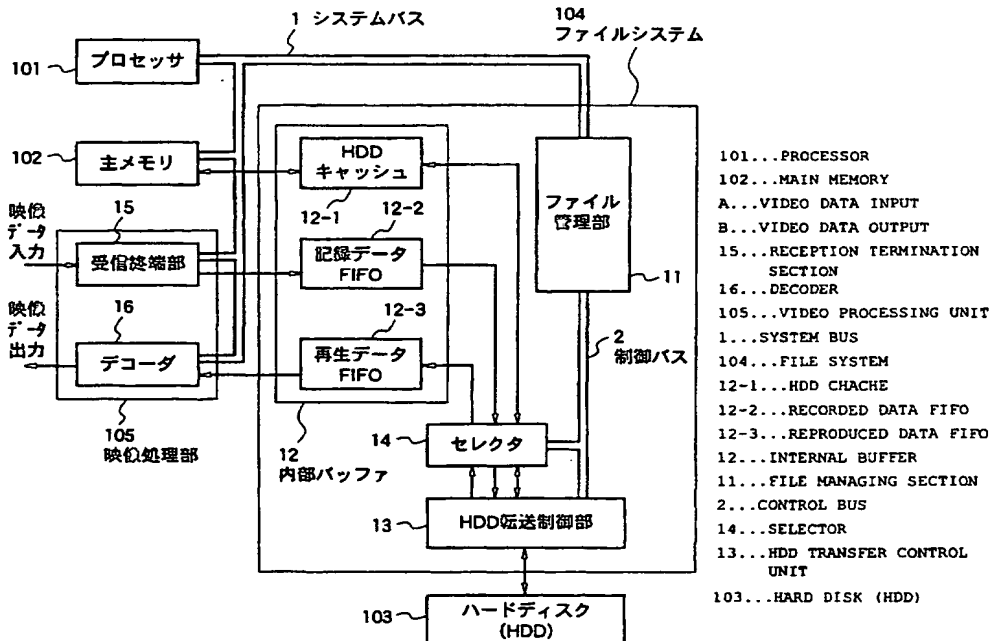 1 システムバス
104
ファイルシステム
プロセッサ
101
主メモリ
102
HDD
キャッシュ
12-1
映像
データ
入力
15
受信終端部
12-2
記録データ
FIFO
ファイル
管理部
11
映像
データ
出力
16
デコーダ
12-3
再生データ
FIFO
2
制御バス
105
映像処理部
12
内部バッファ
14
セレクタ
13
HDD転送制御部
103
ハードディスク
(HDD)
101...PROCESSOR
102...MAIN MEMORY
A...VIDEO DATA INPUT
B...VIDEO DATA OUTPUT
15...RECEPTION TERMINATION
SECTION
16...DECODER
105...VIDEO PROCESSING UNIT
1...SYSTEM BUS
104...FILE SYSTEM
12-1...HDD CHACHE
12-2...RECORDED DATA FIFO
12-3...REPRODUCED DATA FIFO
12...INTERNAL BUFFER
11...FILE MANAGING SECTION
2...CONTROL BUS
14...SELECTOR
13...HDD TRANSFER CONTROL
UNIT
103...HARD DISK (HDD)